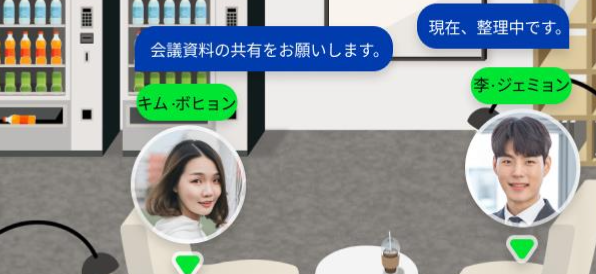 現在、整理中です。
会議資料の共有をお願いします。
李·ジェミョン
キム·ボヒョン